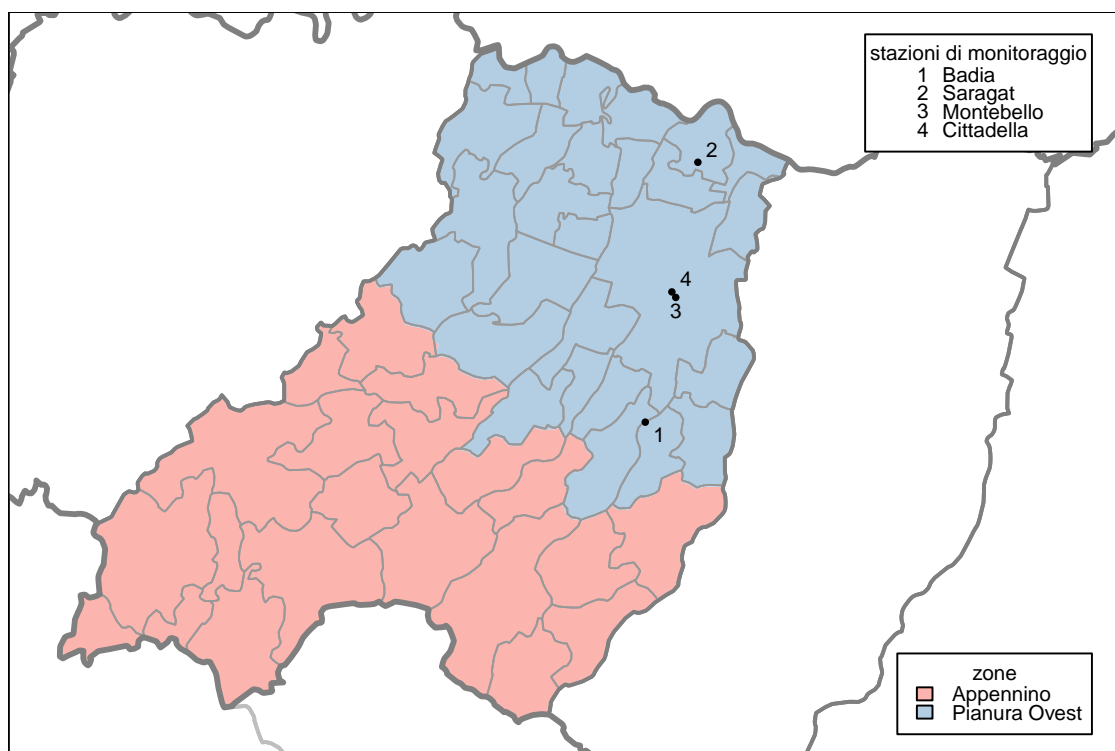 stazioni di monitoraggio
1 Badia
2 Saragat
3 Montebello
4 Cittadella
2
4
3
1
zone
Appennino
Pianura Ovest